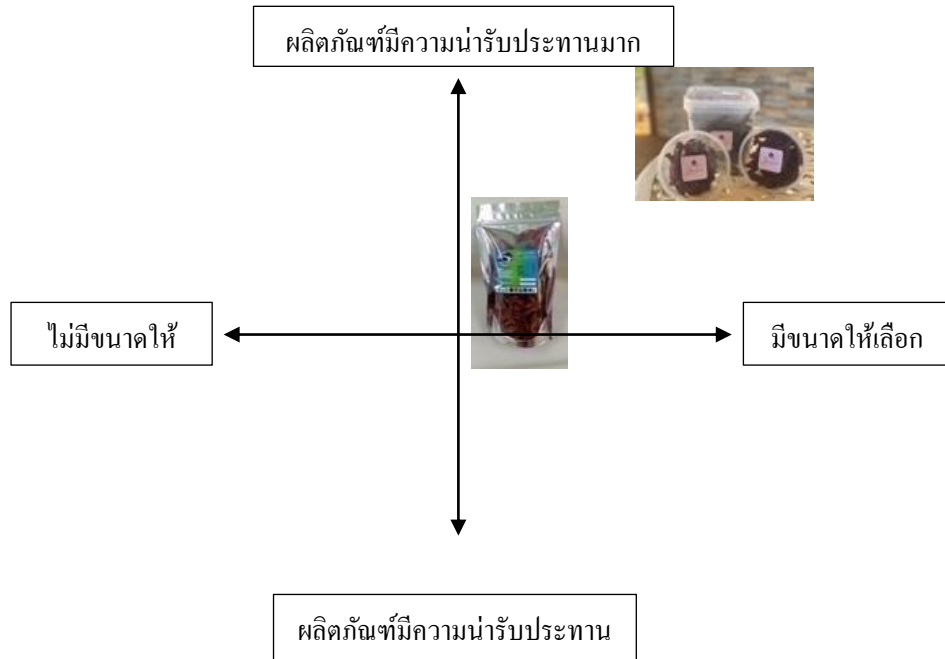 ผลิตภัณฑ์มีความน่ารับประทานมาก
ไม่มีขนาดให้
มีขนาดให้เลือก
ผลิตภัณฑ์มีความน่ารับประทาน